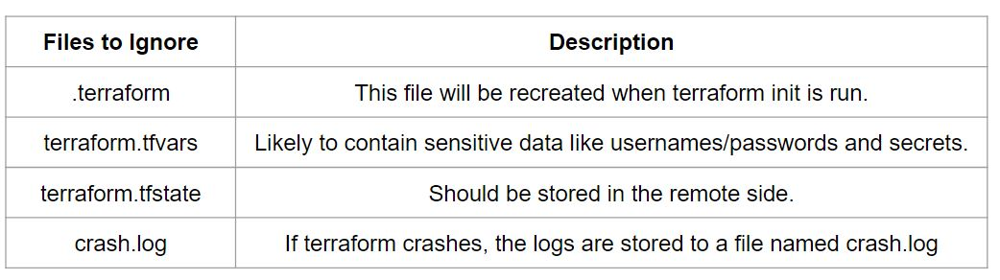 Files to Ignore Description
.terraform This file will be recreated when terraform init is run.
terraform.tfvars Likely to contain sensitive data like usernames/passwords and secrets.
terraform.tfstate Should be stored in the remote side.
crash.log If terraform crashes, the logs are stored to a file named crash.log